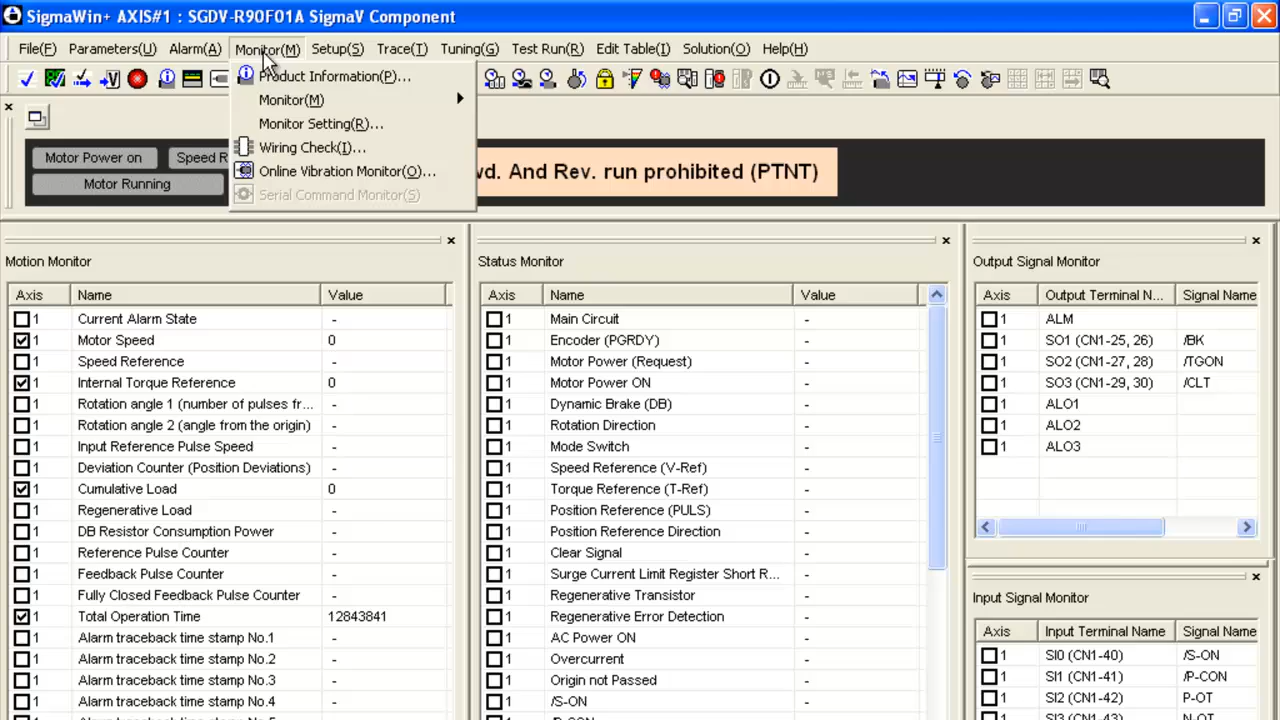 SigmaWin+ AXIS#1 : SGDV-R90F01A SigmaV Component
File(F) Parameters(U) Alarm(A) Monitor(M) Setup(S) Trace(T) Tuning(G) Test Run(R) Edit Table(I) Solution(O) Help(H)
Product Information(P)...
Monitor(M)
Monitor Setting(R)...
Wiring Check(I)...
Online Vibration Monitor(O)...
Serial Command Monitor(S)
Motor Power on
Speed R
Motor Running
wd. And Rev. run prohibited (PTNT)
Motion Monitor
Axis Name Value
1 Current Alarm State -
1 Motor Speed 0
1 Speed Reference -
1 Internal Torque Reference 0
1 Rotation angle 1 (number of pulses fr... -
1 Rotation angle 2 (angle from the origin) -
1 Input Reference Pulse Speed -
1 Deviation Counter (Position Deviations) -
1 Cumulative Load 0
1 Regenerative Load -
1 DB Resistor Consumption Power -
1 Reference Pulse Counter -
1 Feedback Pulse Counter -
1 Fully Closed Feedback Pulse Counter -
1 Total Operation Time 12843841
1 Alarm traceback time stamp No.1 -
1 Alarm traceback time stamp No.2 -
1 Alarm traceback time stamp No.3 -
1 Alarm traceback time stamp No.4 -
Status Monitor
Axis Name Value
1 Main Circuit -
1 Encoder (PGRDY) -
1 Motor Power (Request) -
1 Motor Power ON -
1 Dynamic Brake (DB) -
1 Rotation Direction -
1 Mode Switch -
1 Speed Reference (V-Ref) -
1 Torque Reference (T-Ref) -
1 Position Reference (PULS) -
1 Position Reference Direction -
1 Clear Signal -
1 Surge Current Limit Register Short R... -
1 Regenerative Transistor -
1 Regenerative Error Detection -
1 AC Power ON -
1 Overcurrent -
1 Origin not Passed -
1 /S-ON -
1 /P-CON -
Output Signal Monitor
Axis Output Terminal N... Signal Name
1 ALM
1 SO1 (CN1-25, 26) /BK
1 SO2 (CN1-27, 28) /TGON
1 SO3 (CN1-29, 30) /CLT
1 ALO1
1 ALO2
1 ALO3
Input Signal Monitor
Axis Input Terminal Name Signal Name
1 SI0 (CN1-40) /S-ON
1 SI1 (CN1-41) /P-CON
1 SI2 (CN1-42) P-OT
1 SI3 (CN1-43) N-OT